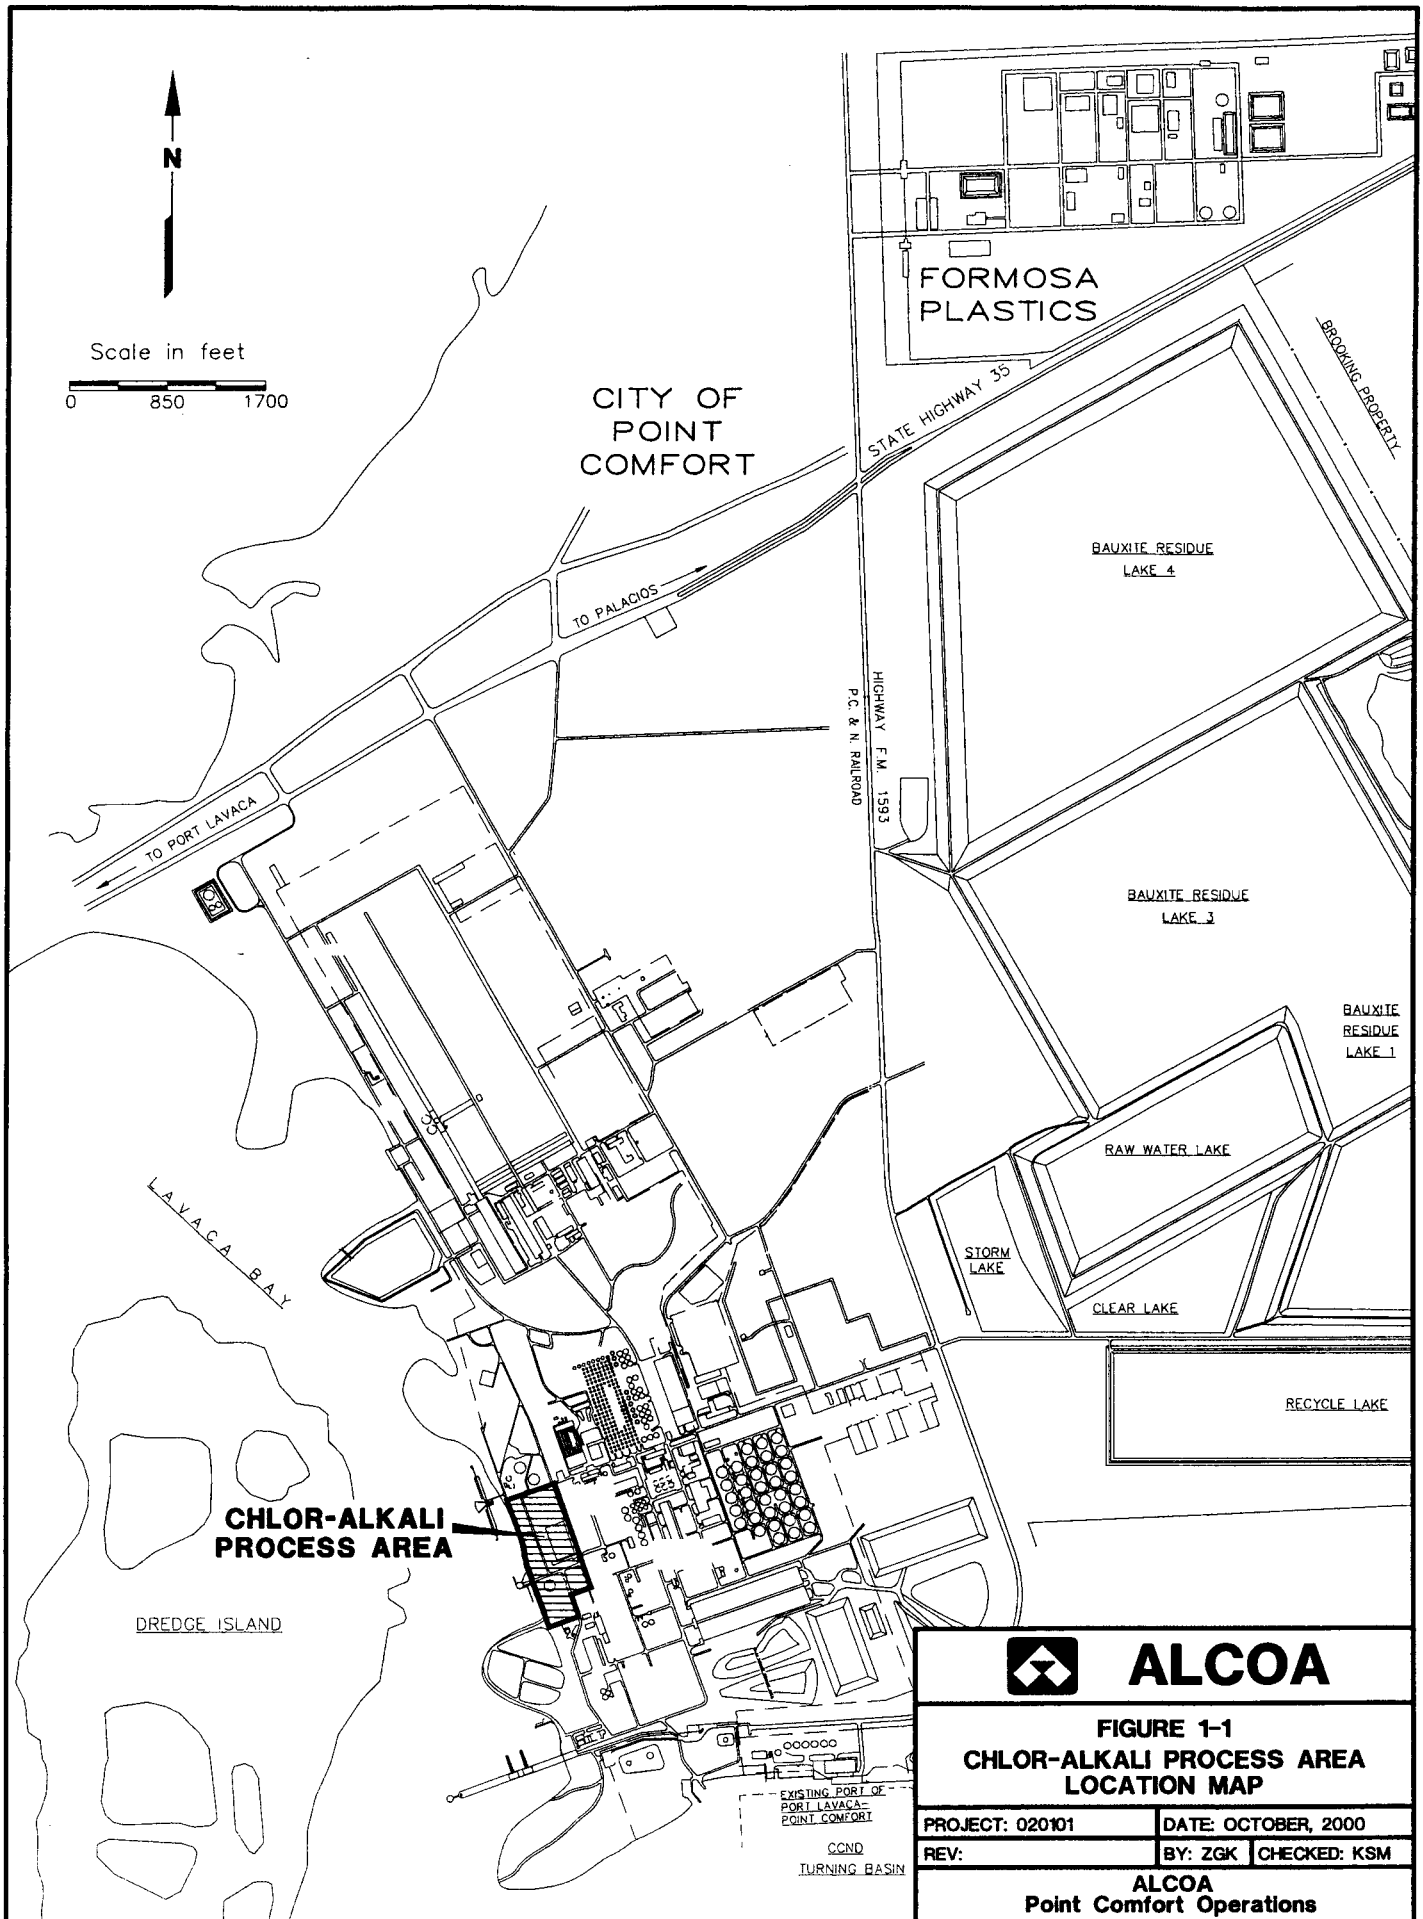 N
Scale in feet
0 850 1700
FORMOSA
PLASTICS
CITY OF
POINT
COMFORT
STATE HIGHWAY 35
BROOKING PROPERTY
BAUXITE RESIDUE
LAKE 4
TO PALACIOS
HIGHWAY F.M. 1593
P.C. & N. RAILROAD
TO PORT LAVACA
BAUXITE RESIDUE
LAKE 3
BAUXITE
RESIDUE
LAKE 1
RAW WATER LAKE
LAVACA BAY
STORM
LAKE
CLEAR LAKE
RECYCLE LAKE
CHLOR-ALKALI
PROCESS AREA
DREDGE ISLAND
EXISTING PORT OF
PORT LAVACA-
POINT COMFORT
CCND
TURNING BASIN
ALCOA
FIGURE 1-1
CHLOR-ALKALI PROCESS AREA
LOCATION MAP
PROJECT: 020101 DATE: OCTOBER, 2000
REV: BY: ZGK CHECKED: KSM
ALCOA
Point Comfort Operations